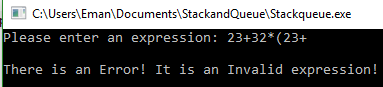 C:\Users\Eman\Documents\StackandQueue\Stackqueue.exe
Please enter an expression: 23+32*(23+
There is an Error! It is an Invalid expression!